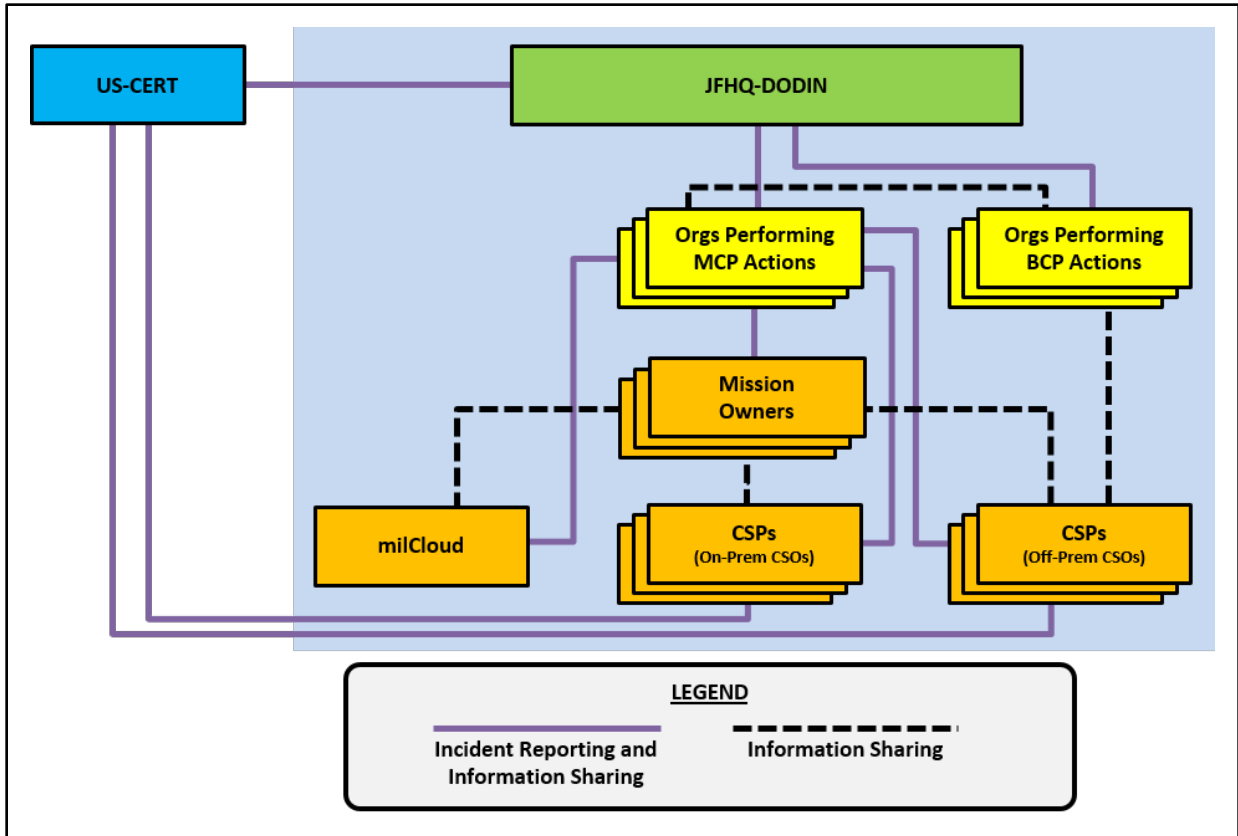 US-CERT
JFHQ-DODIN
Orgs Performing
MCP Actions
Orgs Performing
BCP Actions
Mission
Owners
milCloud
CSPs
(On-Prem CSOs)
CSPs
(Off-Prem CSOs)
LEGEND
Incident Reporting and
Information Sharing
Information Sharing